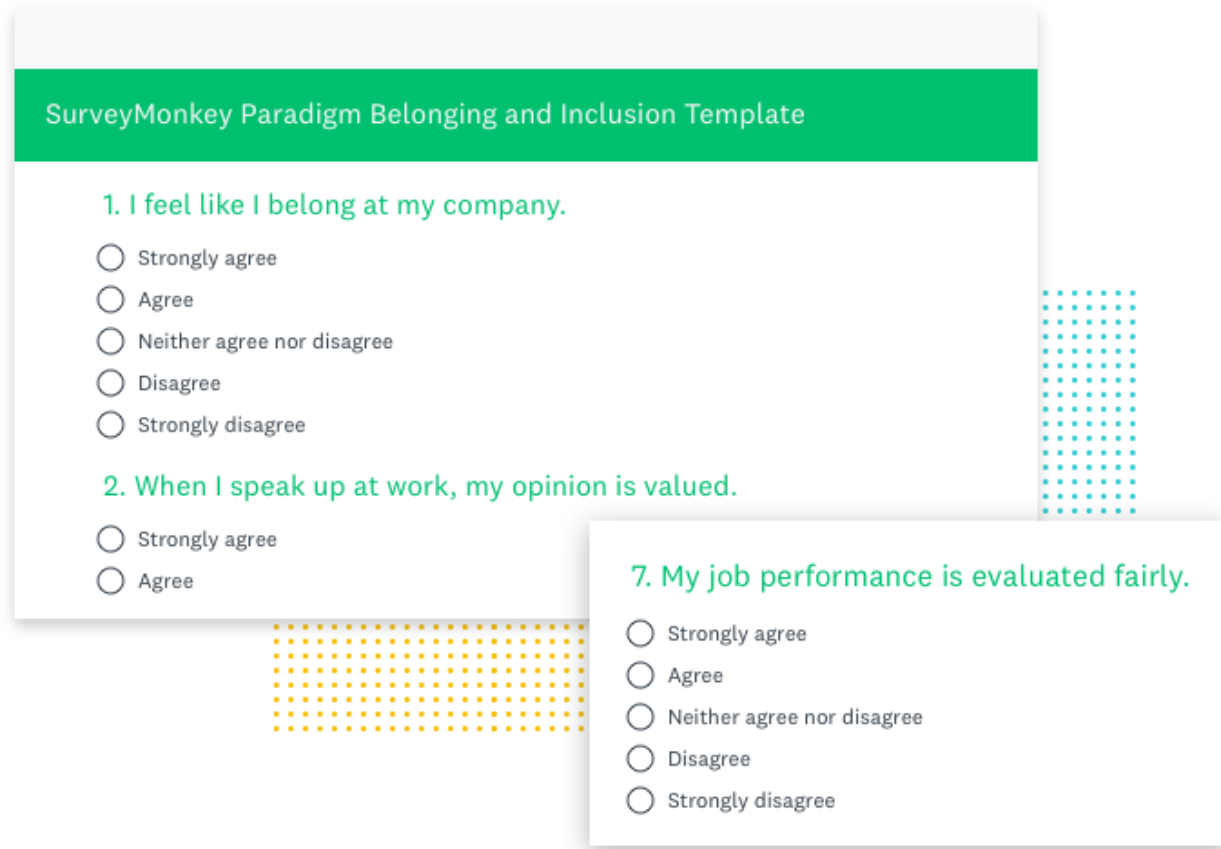 SurveyMonkey Paradigm Belonging and Inclusion Template
1. I feel like I belong at my company.
Strongly agree
Agree
Neither agree nor disagree
Disagree
Strongly disagree
2. When I speak up at work, my opinion is valued.
Strongly agree
Agree
7. My job performance is evaluated fairly.
Strongly agree
Agree
Neither agree nor disagree
Disagree
Strongly disagree